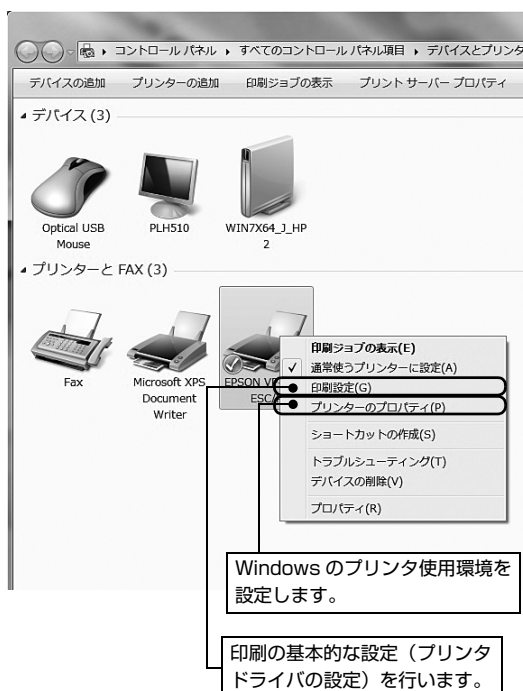 コントロール パネル ▸ すべてのコントロール パネル項目 ▸ デバイスとプリンタ
デバイスの追加 プリンターの追加 印刷ジョブの表示 プリント サーバー プロパティ
デバイス (3)
Optical USB
Mouse
PLH510
WIN7X64_J_HP
2
プリンターと FAX (3)
Fax
Microsoft XPS
Document
Writer
EPSON
ESC/
印刷ジョブの表示(E)
通常使うプリンターに設定(A)
印刷設定(G)
プリンターのプロパティ(P)
ショートカットの作成(S)
トラブルシューティング(T)
デバイスの削除(V)
プロパティ(R)
Windows のプリンタ使用環境を
設定します。
印刷の基本的な設定（プリンタ
ドライバの設定）を行います。